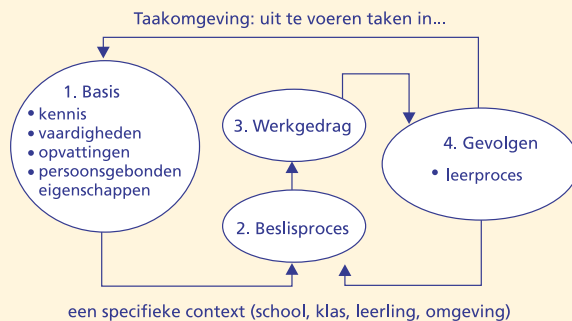 Taakomgeving: uit te voeren taken in...
1. Basis
• kennis
• vaardigheden
• opvattingen
• persoonsgebonden
eigenschappen
3. Werkgedrag
2. Beslisproces
4. Gevolgen
• leerproces
een specifieke context (school, klas, leerling, omgeving)